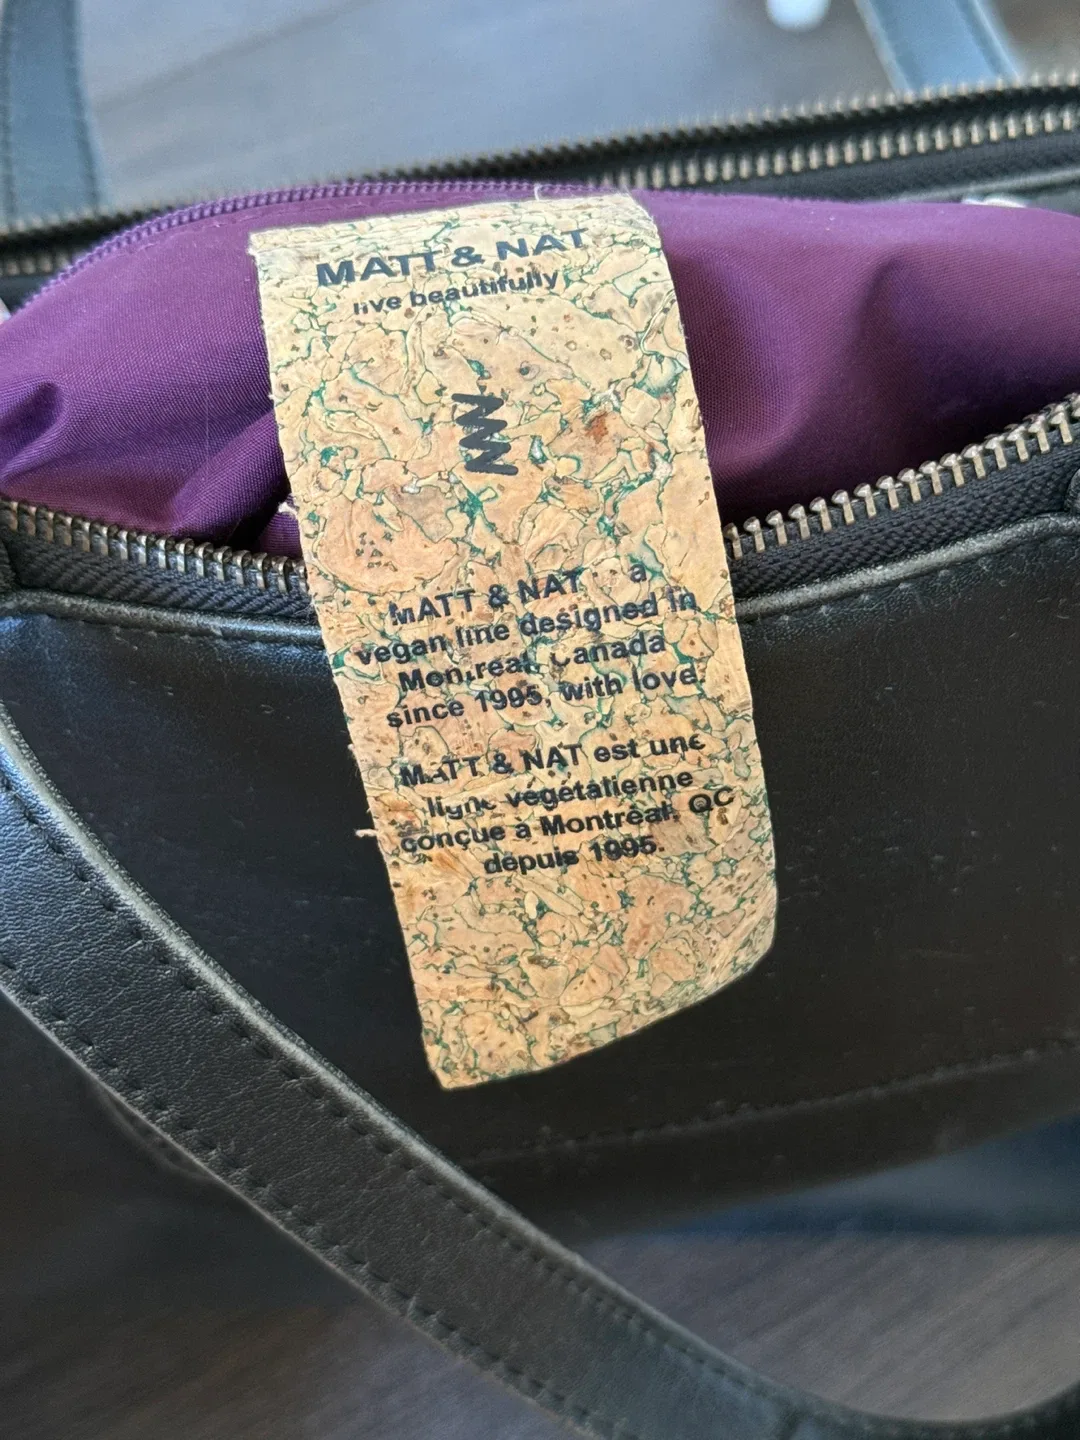 MATT & NAT
live beautifully
MATT & NAT a
vegan line designed in
Montreal, Canada
since 1995, with love.
MATT & NAT est une
ligne végétalienne
conçue à Montréal, QC
depuis 1995.